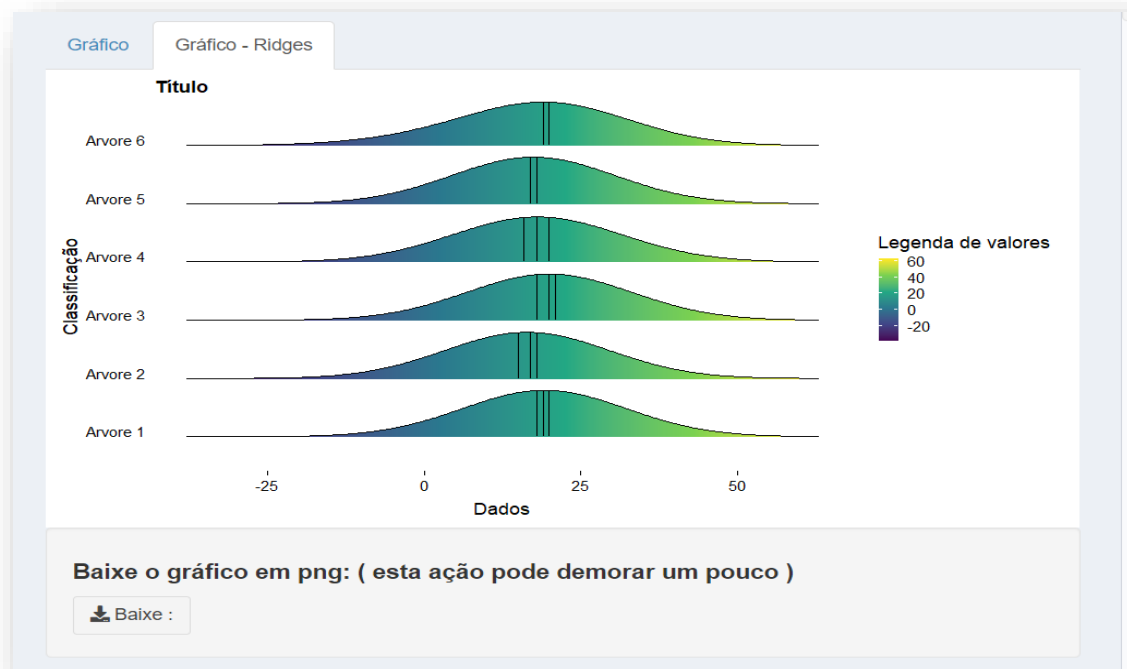 Gráfico
Gráfico - Ridges
Título
Classificação
Arvore 6
Arvore 5
Arvore 4
Arvore 3
Arvore 2
Arvore 1
-25 0 25 50
Dados
Legenda de valores
60
40
20
0
-20
Baixe o gráfico em png: ( esta ação pode demorar um pouco )
Baixe :